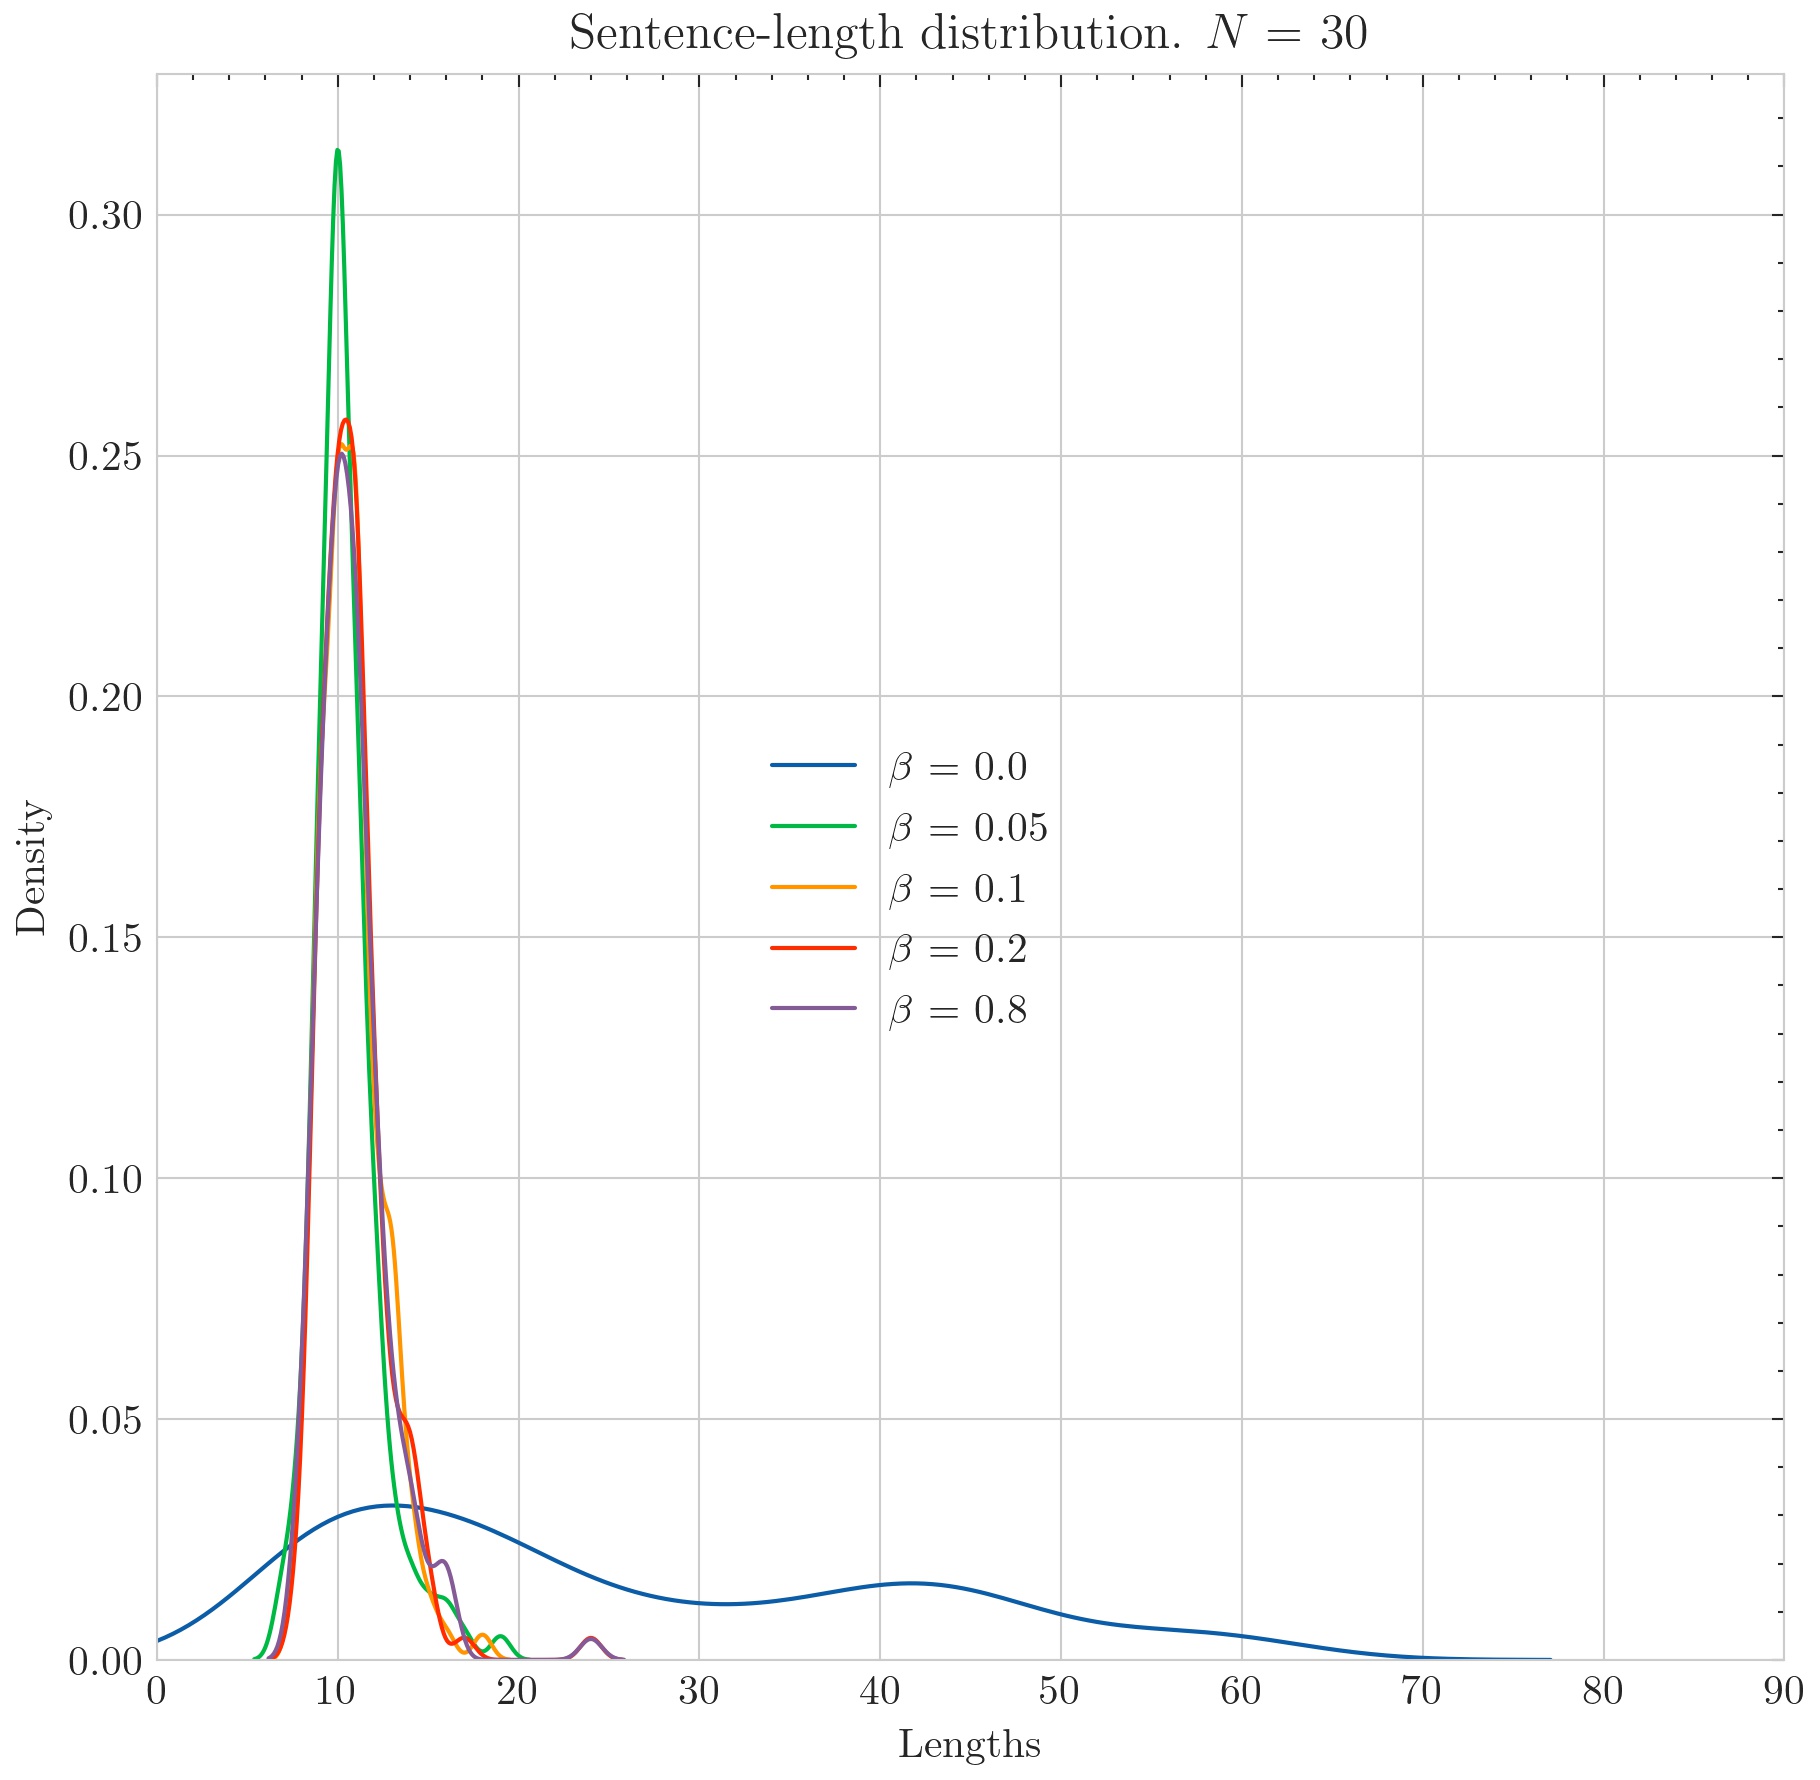 Sentence-length distribution. N = 30
0.30
0.25
0.20
0.15
0.10
0.05
0.00
Density
β = 0.0
β = 0.05
β = 0.1
β = 0.2
β = 0.8
0 10 20 30 40 50 60 70 80 90
Lengths